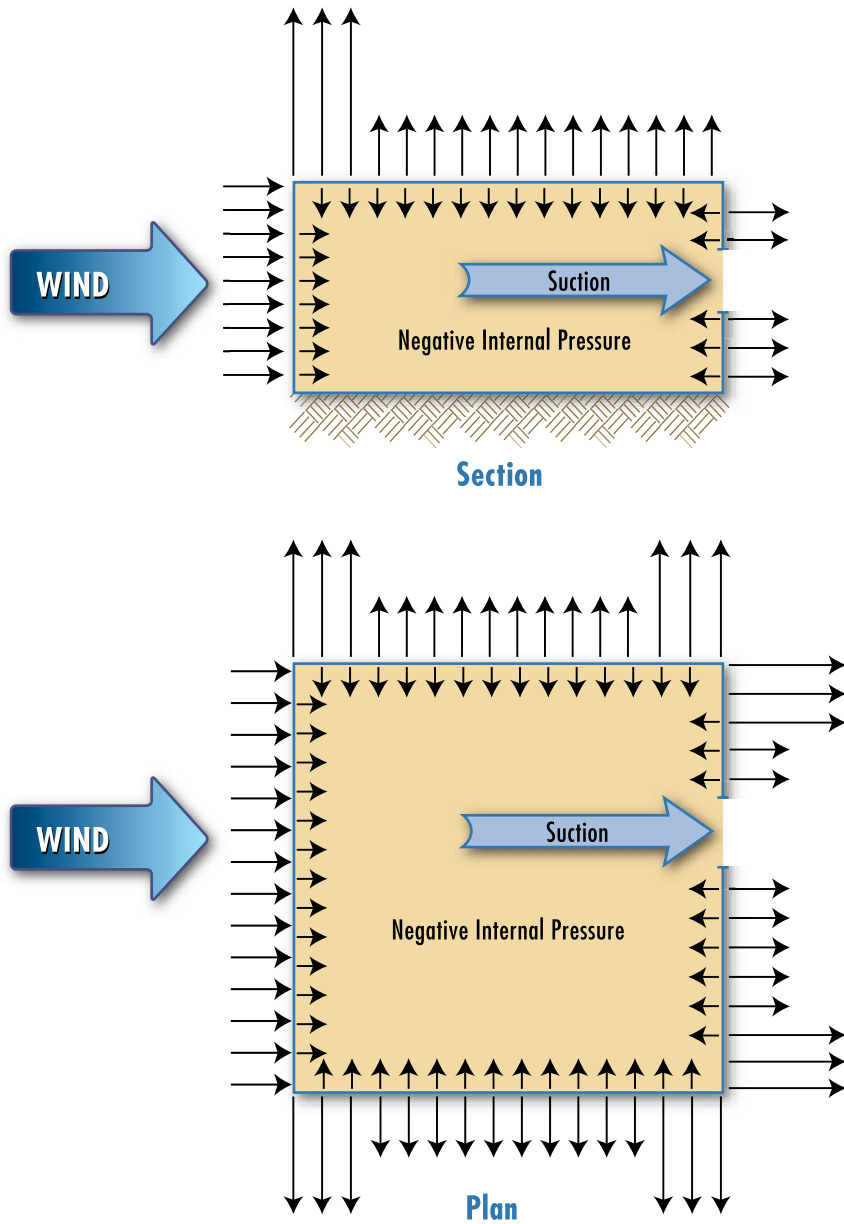 WIND
Suction
Negative Internal Pressure
Section
WIND
Suction
Negative Internal Pressure
Plan